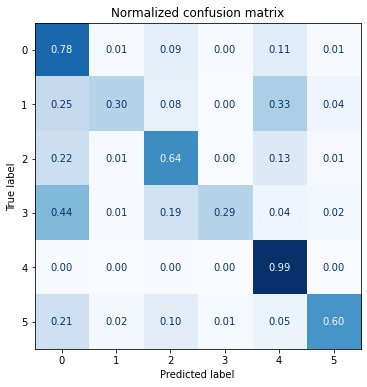 Normalized confusion matrix
True label
0 0.78 0.01 0.09 0.00 0.11 0.01
1 0.25 0.30 0.08 0.00 0.33 0.04
2 0.22 0.01 0.64 0.00 0.13 0.01
3 0.44 0.01 0.19 0.29 0.04 0.02
4 0.00 0.00 0.00 0.00 0.99 0.00
5 0.21 0.02 0.10 0.01 0.05 0.60
0 1 2 3 4 5
Predicted label